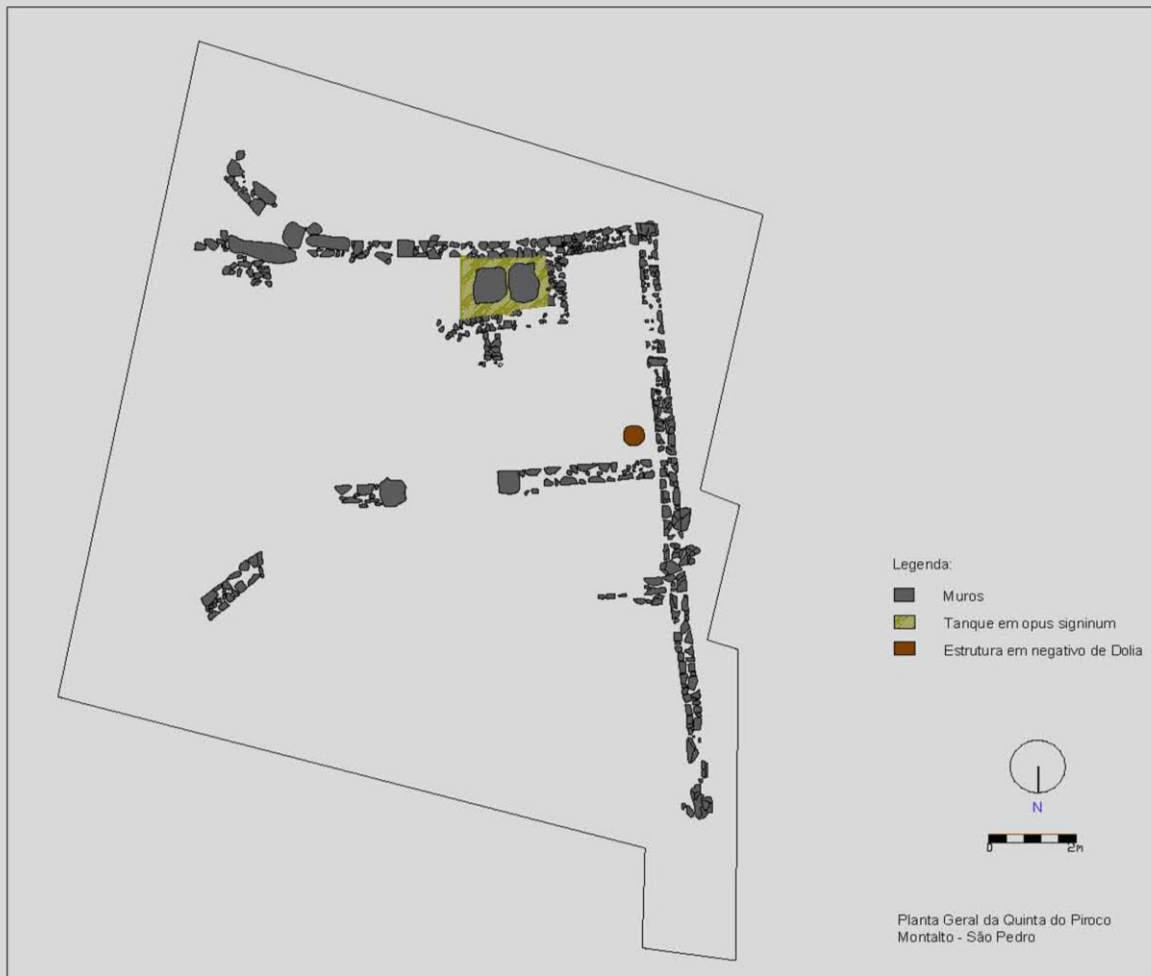 Legenda:
Muros
Tanque em opus signinum
Estrutura em negativo de Dolia
N
0 2m
Planta Geral da Quinta do Piroco
Montalto - São Pedro